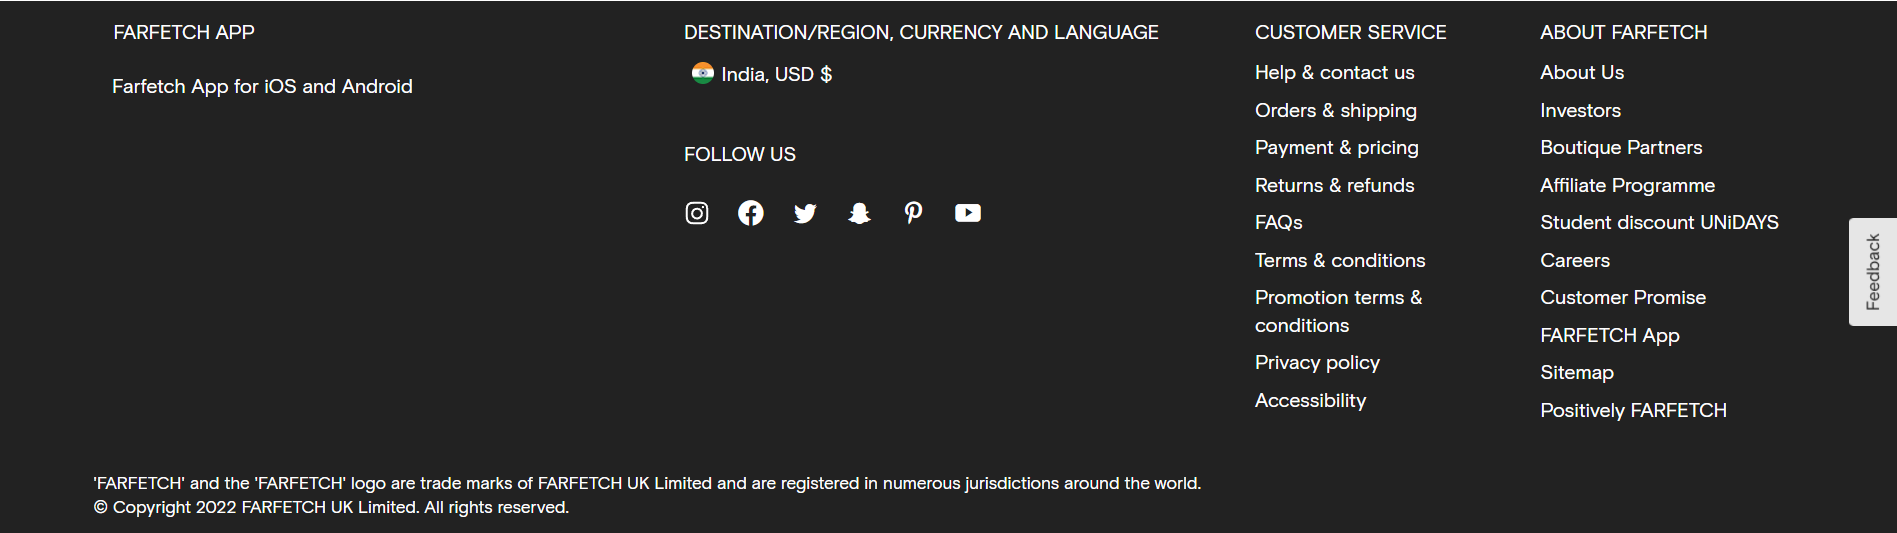 FARFETCH APP
Farfetch App for iOS and Android
DESTINATION/REGION, CURRENCY AND LANGUAGE
India, USD $
FOLLOW US
CUSTOMER SERVICE
Help & contact us
Orders & shipping
Payment & pricing
Returns & refunds
FAQs
Terms & conditions
Promotion terms &
conditions
Privacy policy
Accessibility
ABOUT FARFETCH
About Us
Investors
Boutique Partners
Affiliate Programme
Student discount UNiDAYS
Careers
Customer Promise
FARFETCH App
Sitemap
Positively FARFETCH
Feedback
'FARFETCH' and the 'FARFETCH' logo are trade marks of FARFETCH UK Limited and are registered in numerous jurisdictions around the world.
© Copyright 2022 FARFETCH UK Limited. All rights reserved.